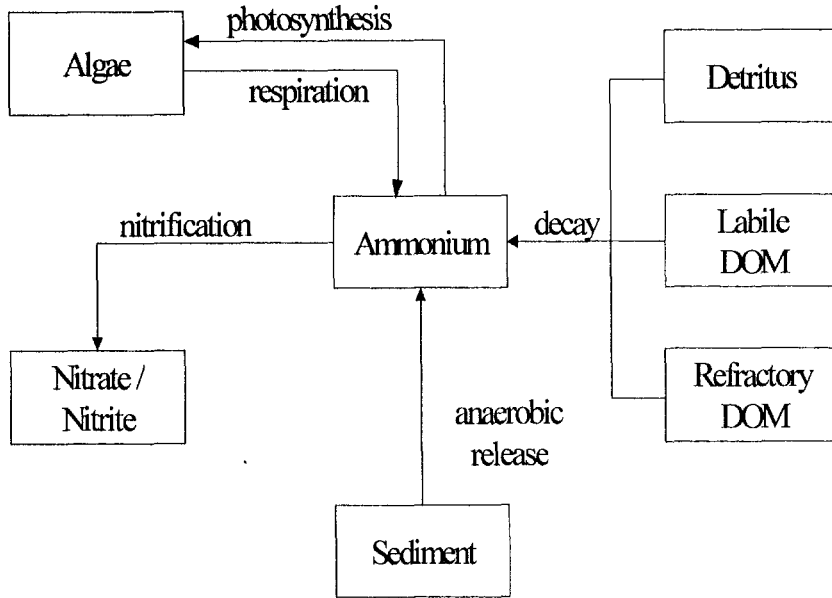 photosynthesis
Algae
respiration
Detritus
nitrification
Ammonium
decay
Labile
DOM
Nitrate /
Nitrite
anaerobic
release
Refractory
DOM
Sediment